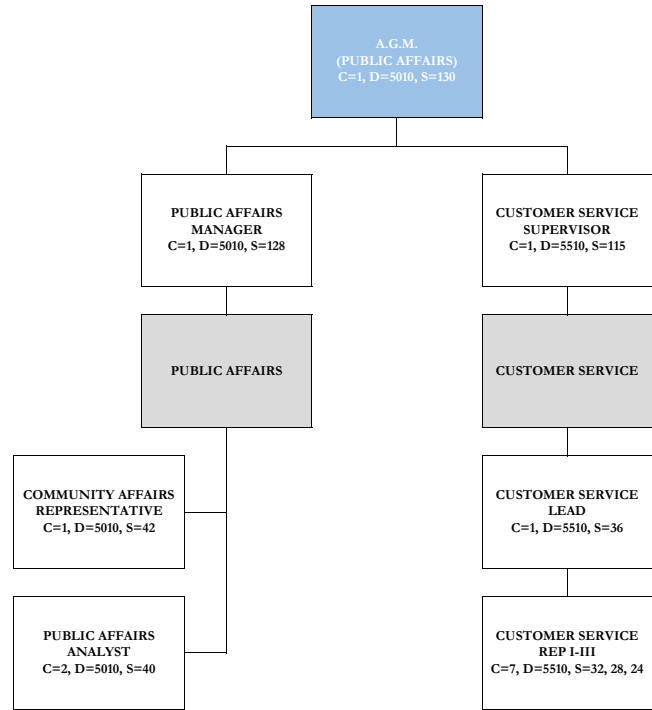 A.G.M.
(PUBLIC AFFAIRS)
C=1, D=5010, S=130
PUBLIC AFFAIRS
MANAGER
C=1, D=5010, S=128
CUSTOMER SERVICE
SUPERVISOR
C=1, D=5510, S=115
PUBLIC AFFAIRS
CUSTOMER SERVICE
COMMUNITY AFFAIRS
REPRESENTATIVE
C=1, D=5010, S=42
CUSTOMER SERVICE
LEAD
C=1, D=5510, S=36
PUBLIC AFFAIRS
ANALYST
C=2, D=5010, S=40
CUSTOMER SERVICE
REP I-III
C=7, D=5510, S=32, 28, 24